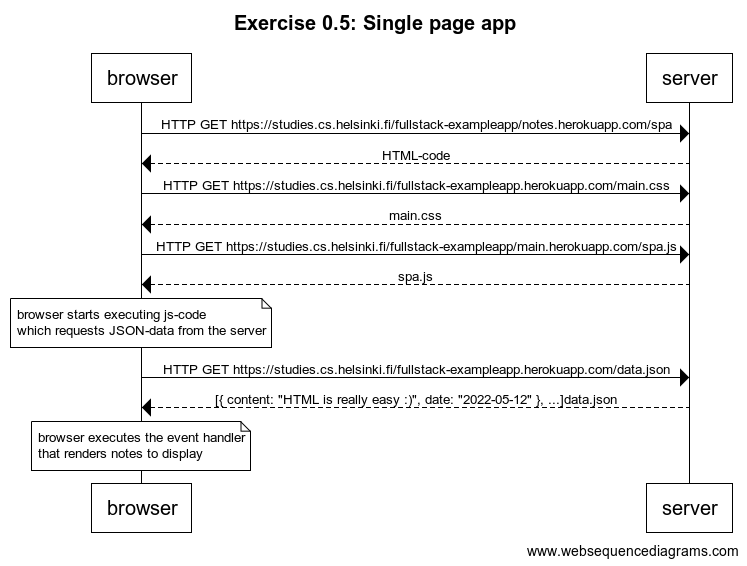 Exercise 0.5: Single page app
browser
server
HTTP GET https://studies.cs.helsinki.fi/fullstack-exampleapp/notes.herokuapp.com/spa
HTML-code
HTTP GET https://studies.cs.helsinki.fi/fullstack-exampleapp.herokuapp.com/main.css
main.css
HTTP GET https://studies.cs.helsinki.fi/fullstack-exampleapp/main.herokuapp.com/spa.js
spa.js
browser starts executing js-code
which requests JSON-data from the server
HTTP GET https://studies.cs.helsinki.fi/fullstack-exampleapp.herokuapp.com/data.json
[{ content: "HTML is really easy :)", date: "2022-05-12" }, ...]data.json
browser executes the event handler
that renders notes to display
browser
server
www.websequencediagrams.com